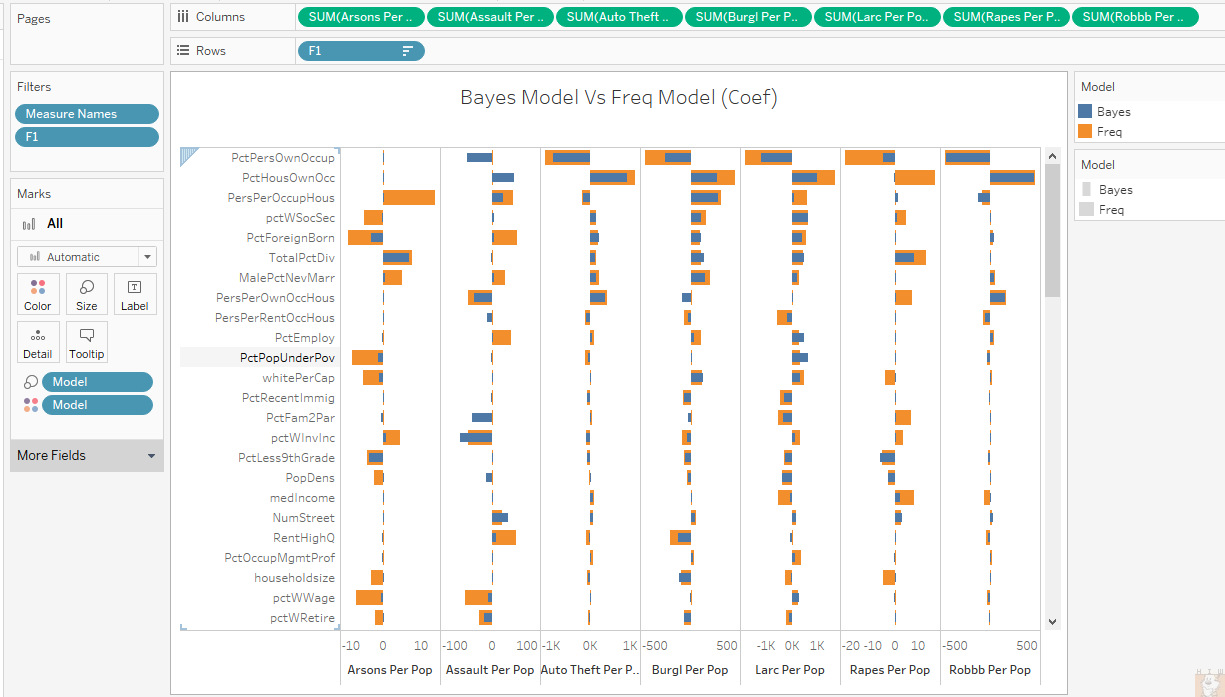 Pages
Columns
SUM(Arsons Per ..
SUM(Assault Per ..
SUM(Auto Theft ..
SUM(Burgl Per P..
SUM(Larc Per Po..
SUM(Rapes Per P..
SUM(Robbb Per ..
Rows
F1
Filters
Measure Names
F1
Marks
All
Automatic
Color
Size
Label
Detail
Tooltip
Model
Model
More Fields
Bayes Model Vs Freq Model (Coef)
PctPersOwnOccup
PctHousOwnOcc
PersPerOccupHous
pctWSocSec
PctForeignBorn
TotalPctDiv
MalePctNevMarr
PersPerOwnOccHous
PersPerRentOccHous
PctEmploy
PctPopUnderPov
whitePerCap
PctRecentImmig
PctFam2Par
pctWInvInc
PctLess9thGrade
PopDens
medIncome
NumStreet
RentHighQ
PctOccupMgmtProf
householdsize
pctWWage
pctWRetire
-10 0 10
-100 0 100
-1K 0K 1K
-500 500
-1K 0K 1K
-20 -10 0 10
-500 500
Arsons Per Pop
Assault Per Pop
Auto Theft Per P..
Burgl Per Pop
Larc Per Pop
Rapes Per Pop
Robbb Per Pop
Model
Bayes
Freq
Model
Bayes
Freq